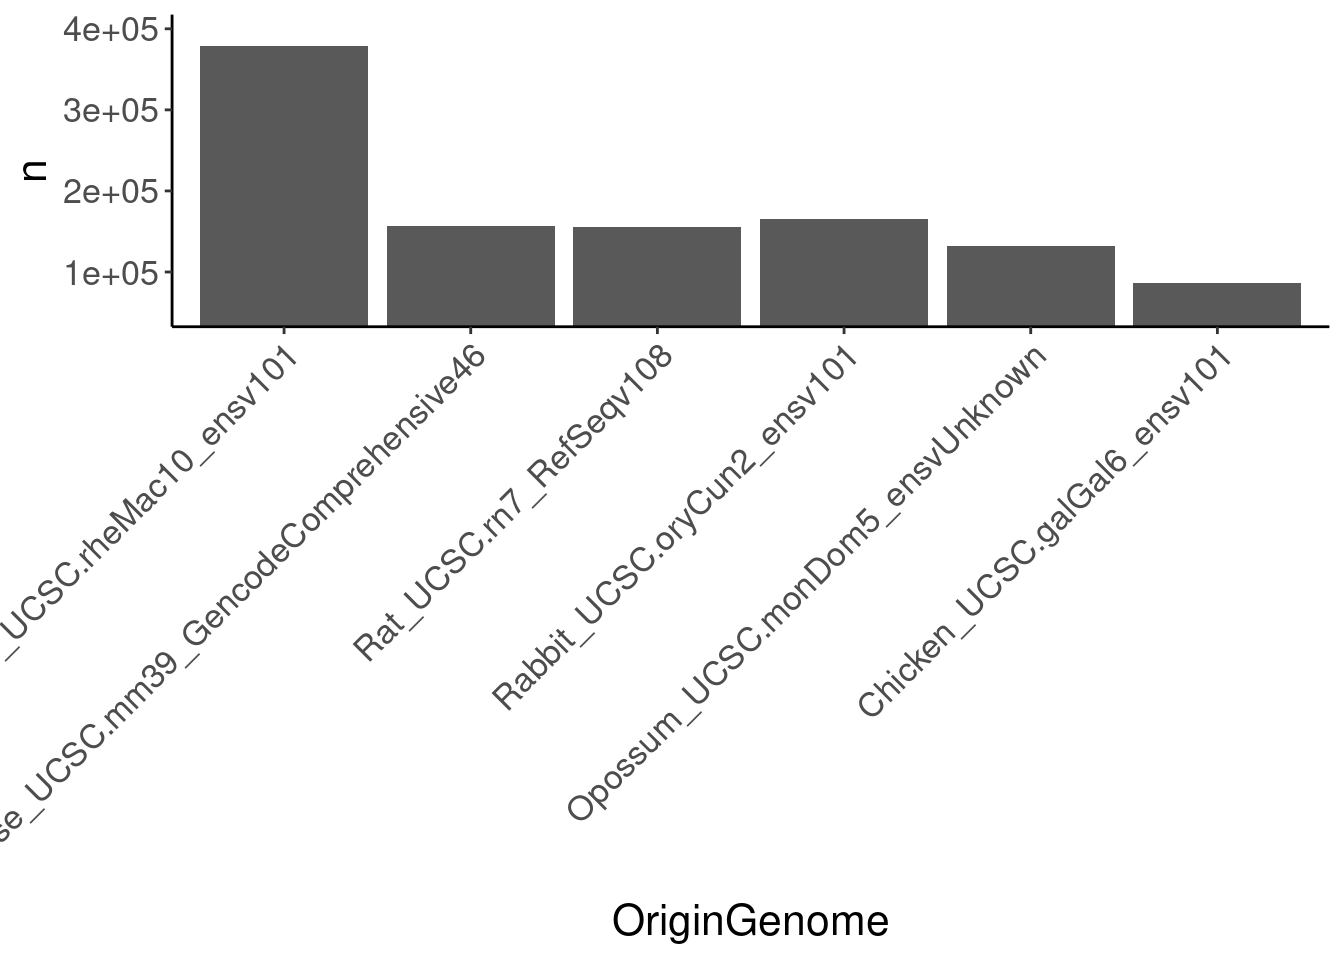 4e+05
3e+05
2e+05
1e+05
n
_UCSC.rheMac10_ensv101
se_UCSC.mm39_GencodeComprehensive46
Rat_UCSC.rn7_RefSeqv108
Rabbit_UCSC.oryCun2_ensv101
Opossum_UCSC.monDom5_ensvUnknown
Chicken_UCSC.galGal6_ensv101
OriginGenome